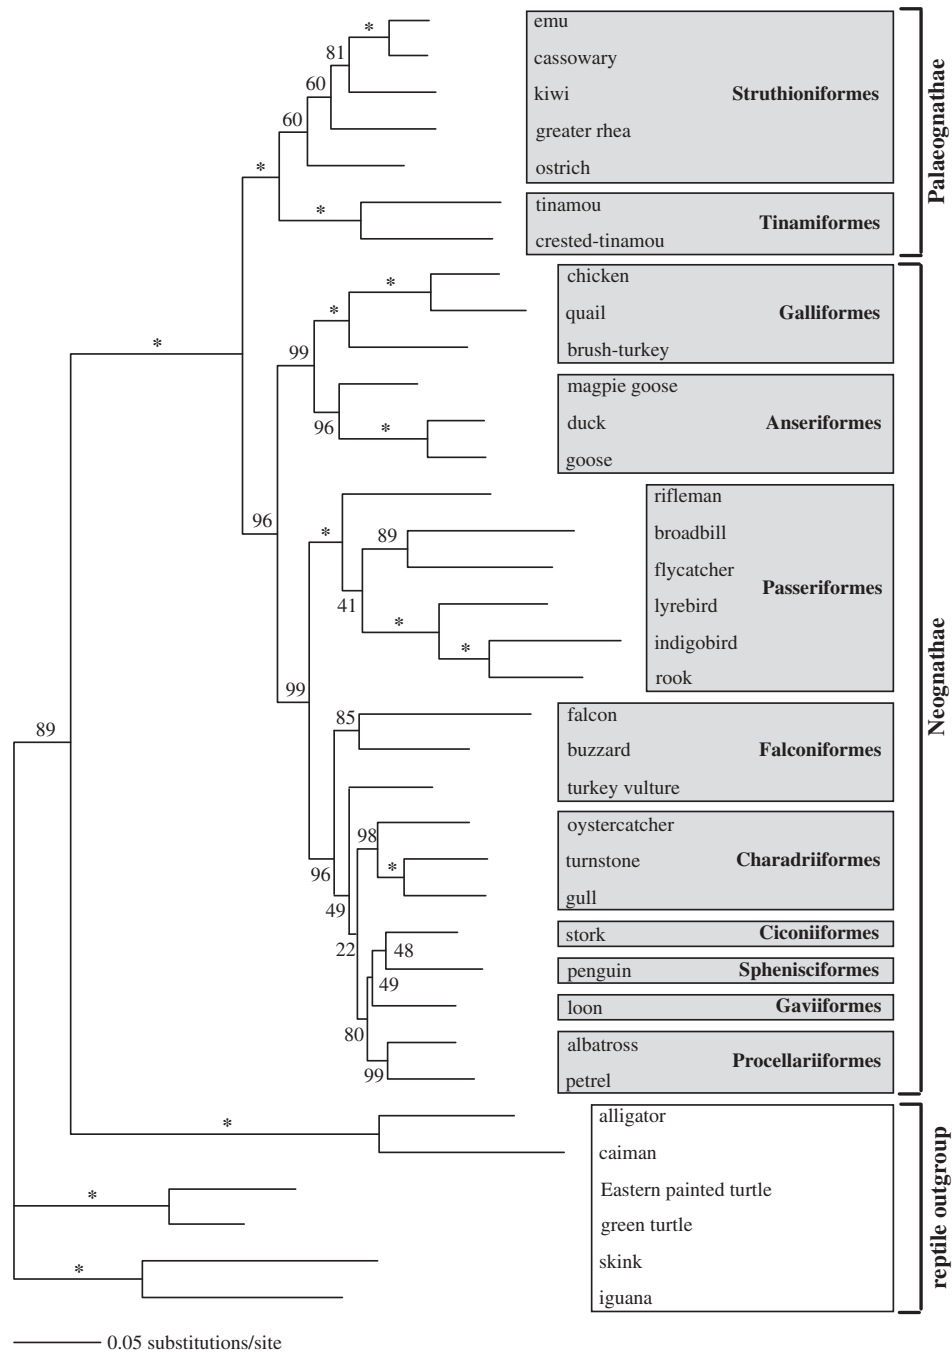 *
81
60
60
*
*
emu
cassowary
kiwi
greater rhea
ostrich
Struthioniformes
tinamou
crested-tinamou
Tinamiformes
Palaeognathae
*
*
*
99
96
*
96
chicken
quail
brush-turkey
Galliformes
magpie goose
duck
goose
Anseriformes
*
89
41
*
*
99
rifleman
broadbill
flycatcher
lyrebird
indigobird
rook
Passeriformes
Neognathae
89
85
falcon
buzzard
turkey vulture
Falconiformes
98
*
96
49
22
oystercatcher
turnstone
gull
Charadriiformes
48
49
80
99
stork
Ciconiiformes
penguin
Sphenisciformes
loon
Gaviiformes
albatross
petrel
Procellariiformes
*
*
*
alligator
caiman
Eastern painted turtle
green turtle
skink
iguana
reptile outgroup
0.05 substitutions/site